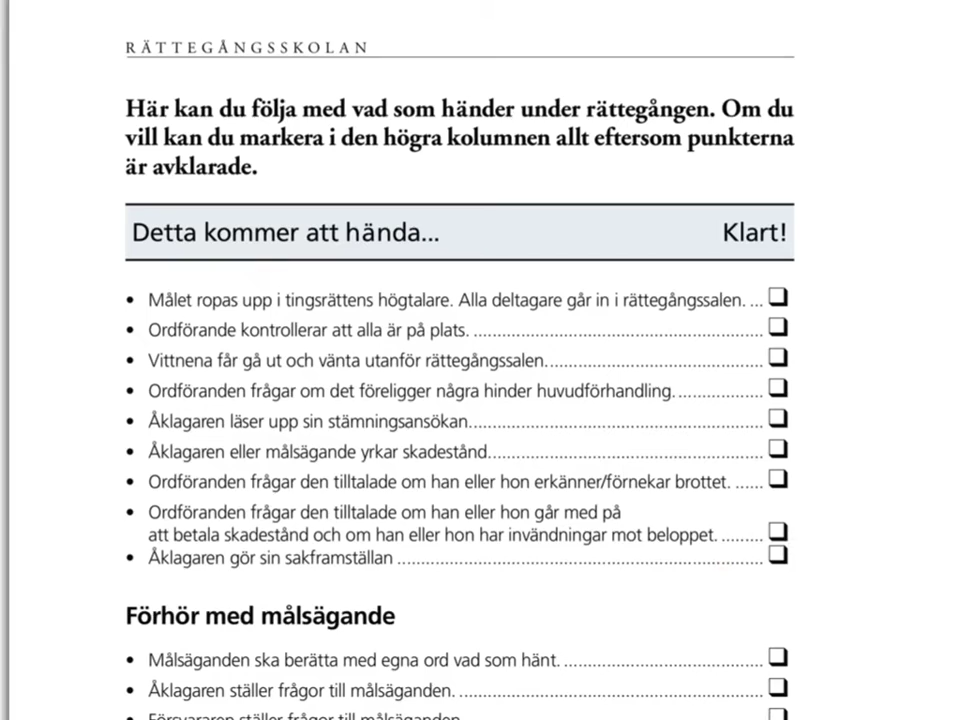 RÄTTEGÅNGSSKOLAN
Här kan du följa med vad som händer under rättegången. Om du
vill kan du markera i den högra kolumnen allt eftersom punkterna
är avklarade.
Detta kommer att hända... Klart!
• Målet ropas upp i tingsrättens högtalare. Alla deltagare går in i rättegångssalen. ... ❑
• Ordförande kontrollerar att alla är på plats. ............................................................ ❑
• Vittnena får gå ut och vänta utanför rättegångssalen............................................. ❑
• Ordföranden frågar om det föreligger några hinder huvudförhandling................... ❑
• Åklagaren läser upp sin stämningsansökan............................................................ ❑
• Åklagaren eller målsägande yrkar skadestånd......................................................... ❑
• Ordföranden frågar den tilltalade om han eller hon erkänner/förnekar brottet. ...... ❑
• Ordföranden frågar den tilltalade om han eller hon går med på
att betala skadestånd och om han eller hon har invändningar mot beloppet. ......... ❑
• Åklagaren gör sin sakframställan ........................................................................... ❑
Förhör med målsägande
• Målsäganden ska berätta med egna ord vad som hänt. ......................................... ❑
• Åklagaren ställer frågor till målsäganden. .............................................................. ❑
• Försvararen ställer frågor till målsäganden. ❑